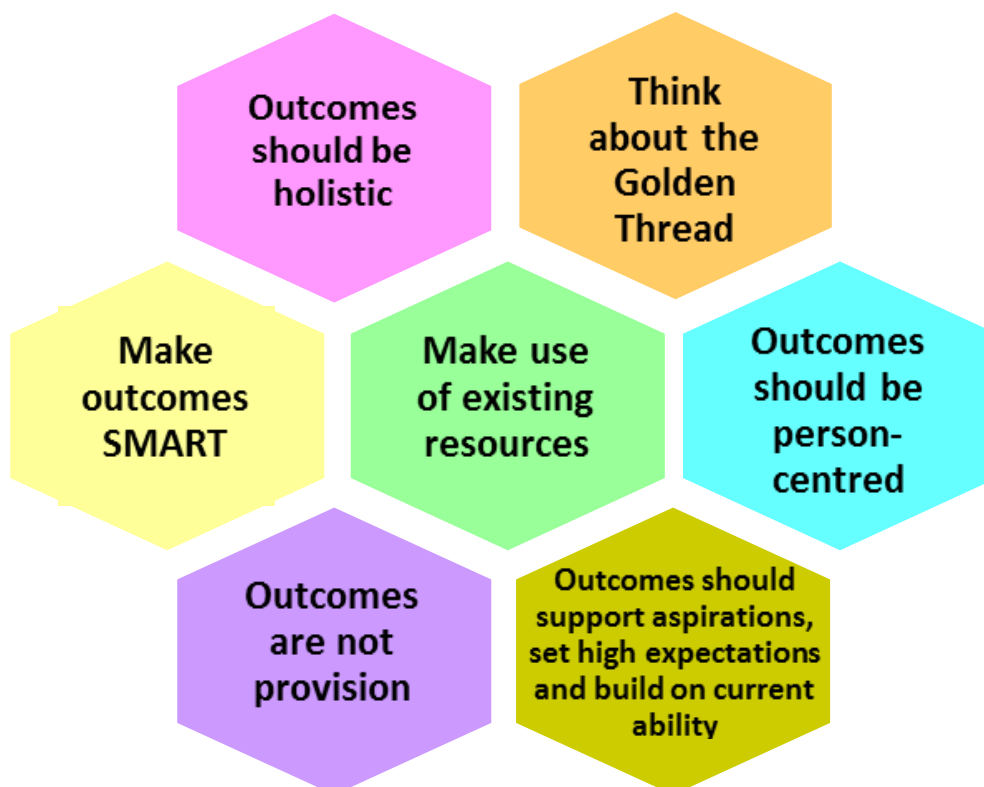 Outcomes
should be
holistic
Think
about the
Golden
Thread
Make
outcomes
SMART
Make use
of existing
resources
Outcomes
should be
person-
centred
Outcomes
are not
provision
Outcomes should
support aspirations,
set high expectations
and build on current
ability